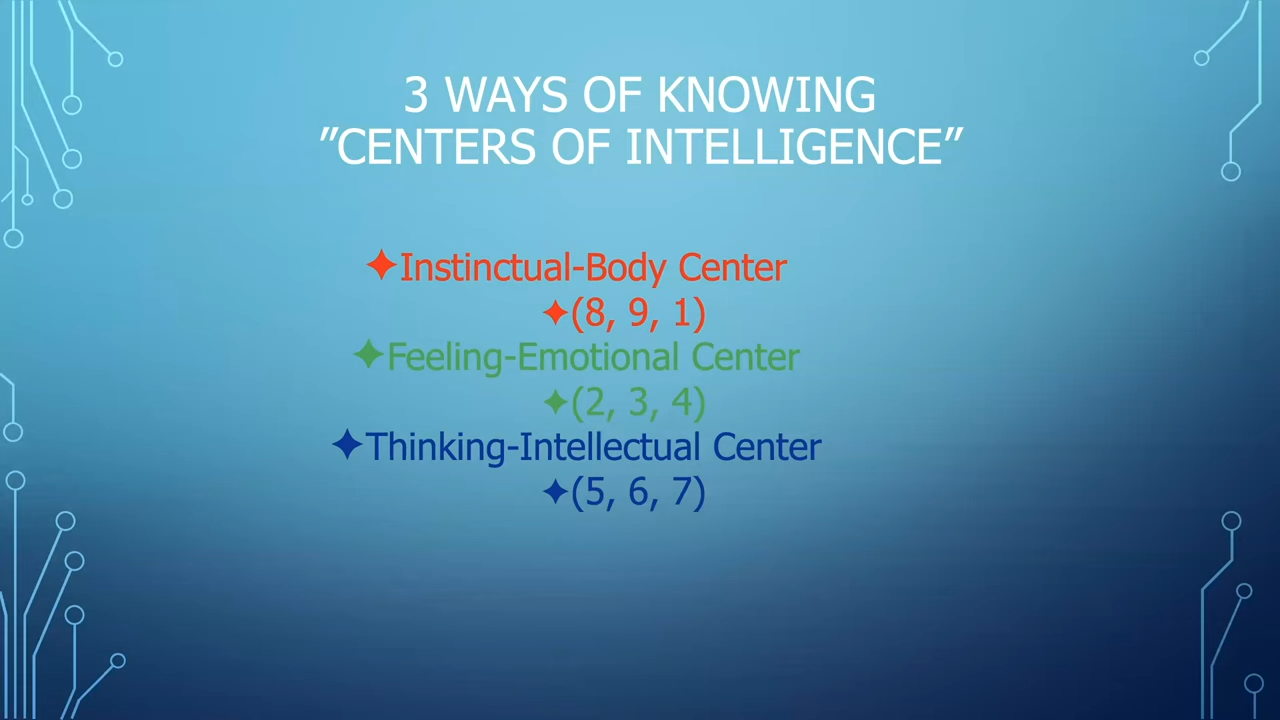 3 WAYS OF KNOWING
”CENTERS OF INTELLIGENCE”
✦Instinctual-Body Center
✦(8, 9, 1)
✦Feeling-Emotional Center
✦(2, 3, 4)
✦Thinking-Intellectual Center
✦(5, 6, 7)